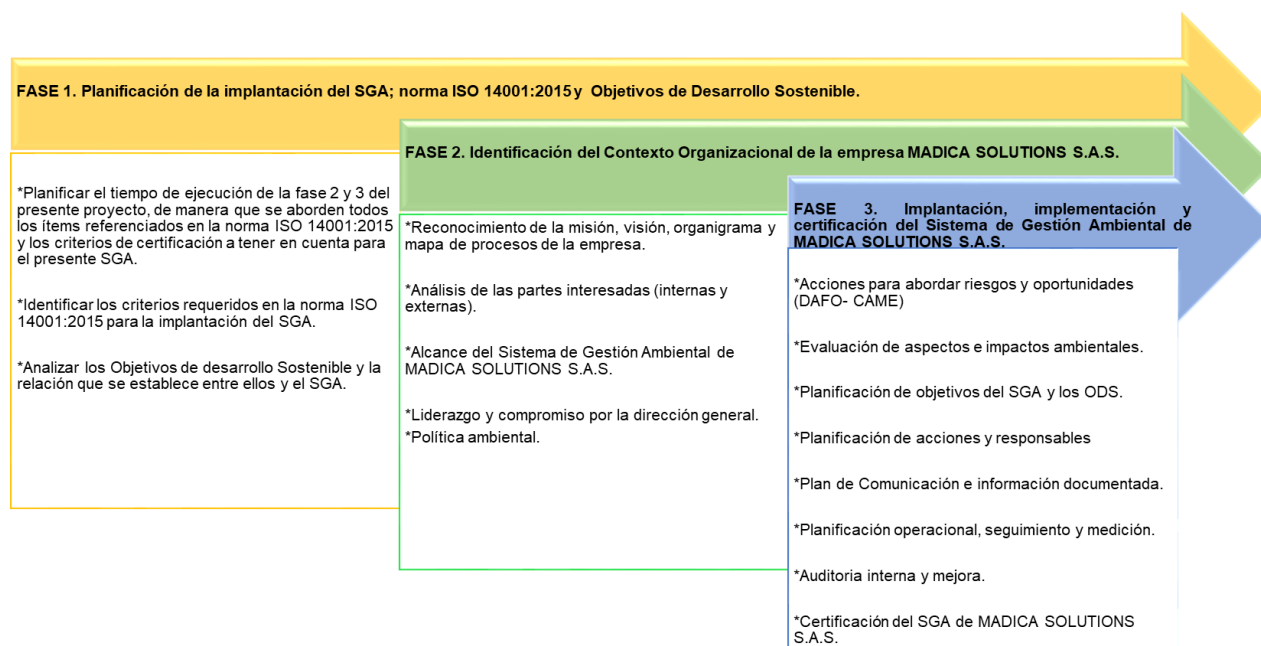 FASE 1. Planificación de la implantación del SGA; norma ISO 14001:2015 y Objetivos de Desarrollo Sostenible.
*Planificar el tiempo de ejecución de la fase 2 y 3 del
presente proyecto, de manera que se aborden todos
los ítems referenciados en la norma ISO 14001:2015
y los criterios de certificación a tener en cuenta para
el presente SGA.
*Identificar los criterios requeridos en la norma ISO
14001:2015 para la implantación del SGA.
*Analizar los Objetivos de desarrollo Sostenible y la
relación que se establece entre ellos y el SGA.
FASE 2. Identificación del Contexto Organizacional de la empresa MADICA SOLUTIONS S.A.S.
*Reconocimiento de la misión, visión, organigrama y
mapa de procesos de la empresa.
*Análisis de las partes interesadas (internas y
externas).
*Alcance del Sistema de Gestión Ambiental de
MADICA SOLUTIONS S.A.S.
*Liderazgo y compromiso por la dirección general.
*Política ambiental.
FASE 3. Implantación, implementación y
certificación del Sistema de Gestión Ambiental de
MADICA SOLUTIONS S.A.S.
*Acciones para abordar riesgos y oportunidades
(DAFO- CAME)
*Evaluación de aspectos e impactos ambientales.
*Planificación de objetivos del SGA y los ODS.
*Planificación de acciones y responsables
*Plan de Comunicación e información documentada.
*Planificación operacional, seguimiento y medición.
*Auditoria interna y mejora.
*Certificación del SGA de MADICA SOLUTIONS
S.A.S.